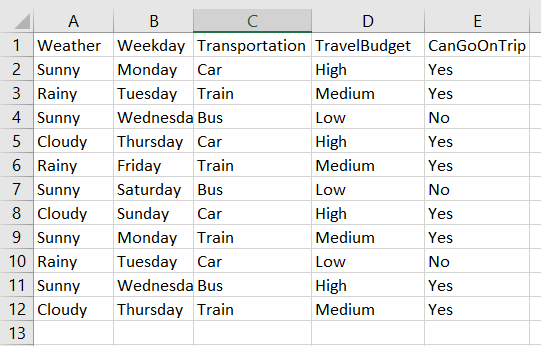 A B C D E
1 Weather Weekday Transportation TravelBudget CanGoOnTrip
2 Sunny Monday Car High Yes
3 Rainy Tuesday Train Medium Yes
4 Sunny Wednesda Bus Low No
5 Cloudy Thursday Car High Yes
6 Rainy Friday Train Medium Yes
7 Sunny Saturday Bus Low No
8 Cloudy Sunday Car High Yes
9 Sunny Monday Train Medium Yes
10 Rainy Tuesday Car Low No
11 Sunny Wednesda Bus High Yes
12 Cloudy Thursday Train Medium Yes
13